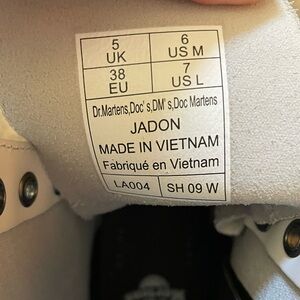 5 UK 6 US M
38 EU 7 US L
Dr.Martens,Doc's,DM's,Doc Martens
JADON
MADE IN VIETNAM
Fabriqué en Vietnam
LA004 SH 09 W